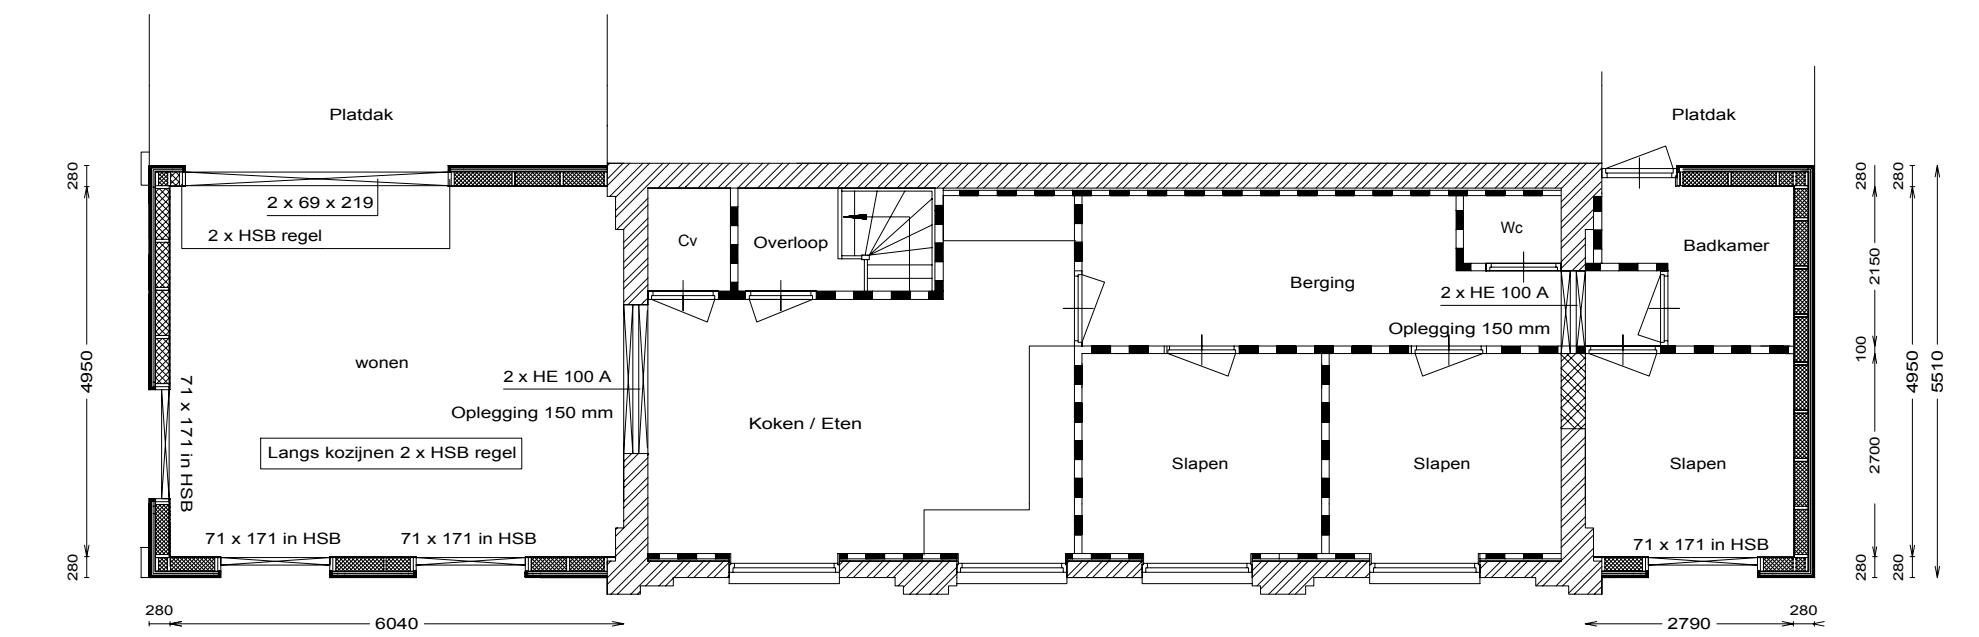 Platdak
Platdak
280
2 x 69 x 219
2 x HSB regel
Cv
Overloop
Wc
Badkamer
Berging
2 x HE 100 A
Oplegging 150 mm
280
280
2150
100
4950
5510
4950
wonen
2 x HE 100 A
Oplegging 150 mm
71 x 171 in HSB
Koken / Eten
Langs kozijnen 2 x HSB regel
Slapen
Slapen
Slapen
2700
71 x 171 in HSB
71 x 171 in HSB
71 x 171 in HSB
280
280
280
280
6040
2790
280